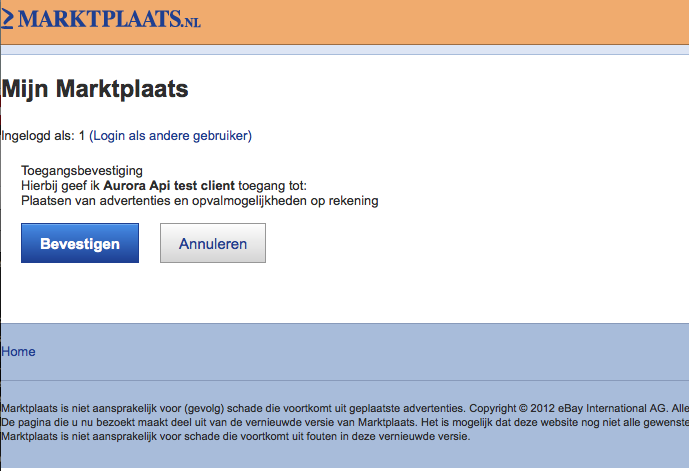 MARKTPLAATS.NL
Mijn Marktplaats
Ingelogd als: 1 (Login als andere gebruiker)
Toegangsbevestiging
Hierbij geef ik Aurora Api test client toegang tot:
Plaatsen van advertenties en opvalmogelijkheden op rekening
Bevestigen Annuleren
Home
Marktplaats is niet aansprakelijk voor (gevolg) schade die voortkomt uit geplaatste advertenties. Copyright © 2012 eBay International AG. Alle
De pagina die u nu bezoekt maakt deel uit van de vernieuwde versie van Marktplaats. Het is mogelijk dat deze website nog niet alle gewenste
Marktplaats is niet aansprakelijk voor schade die voortkomt uit fouten in deze vernieuwde versie.